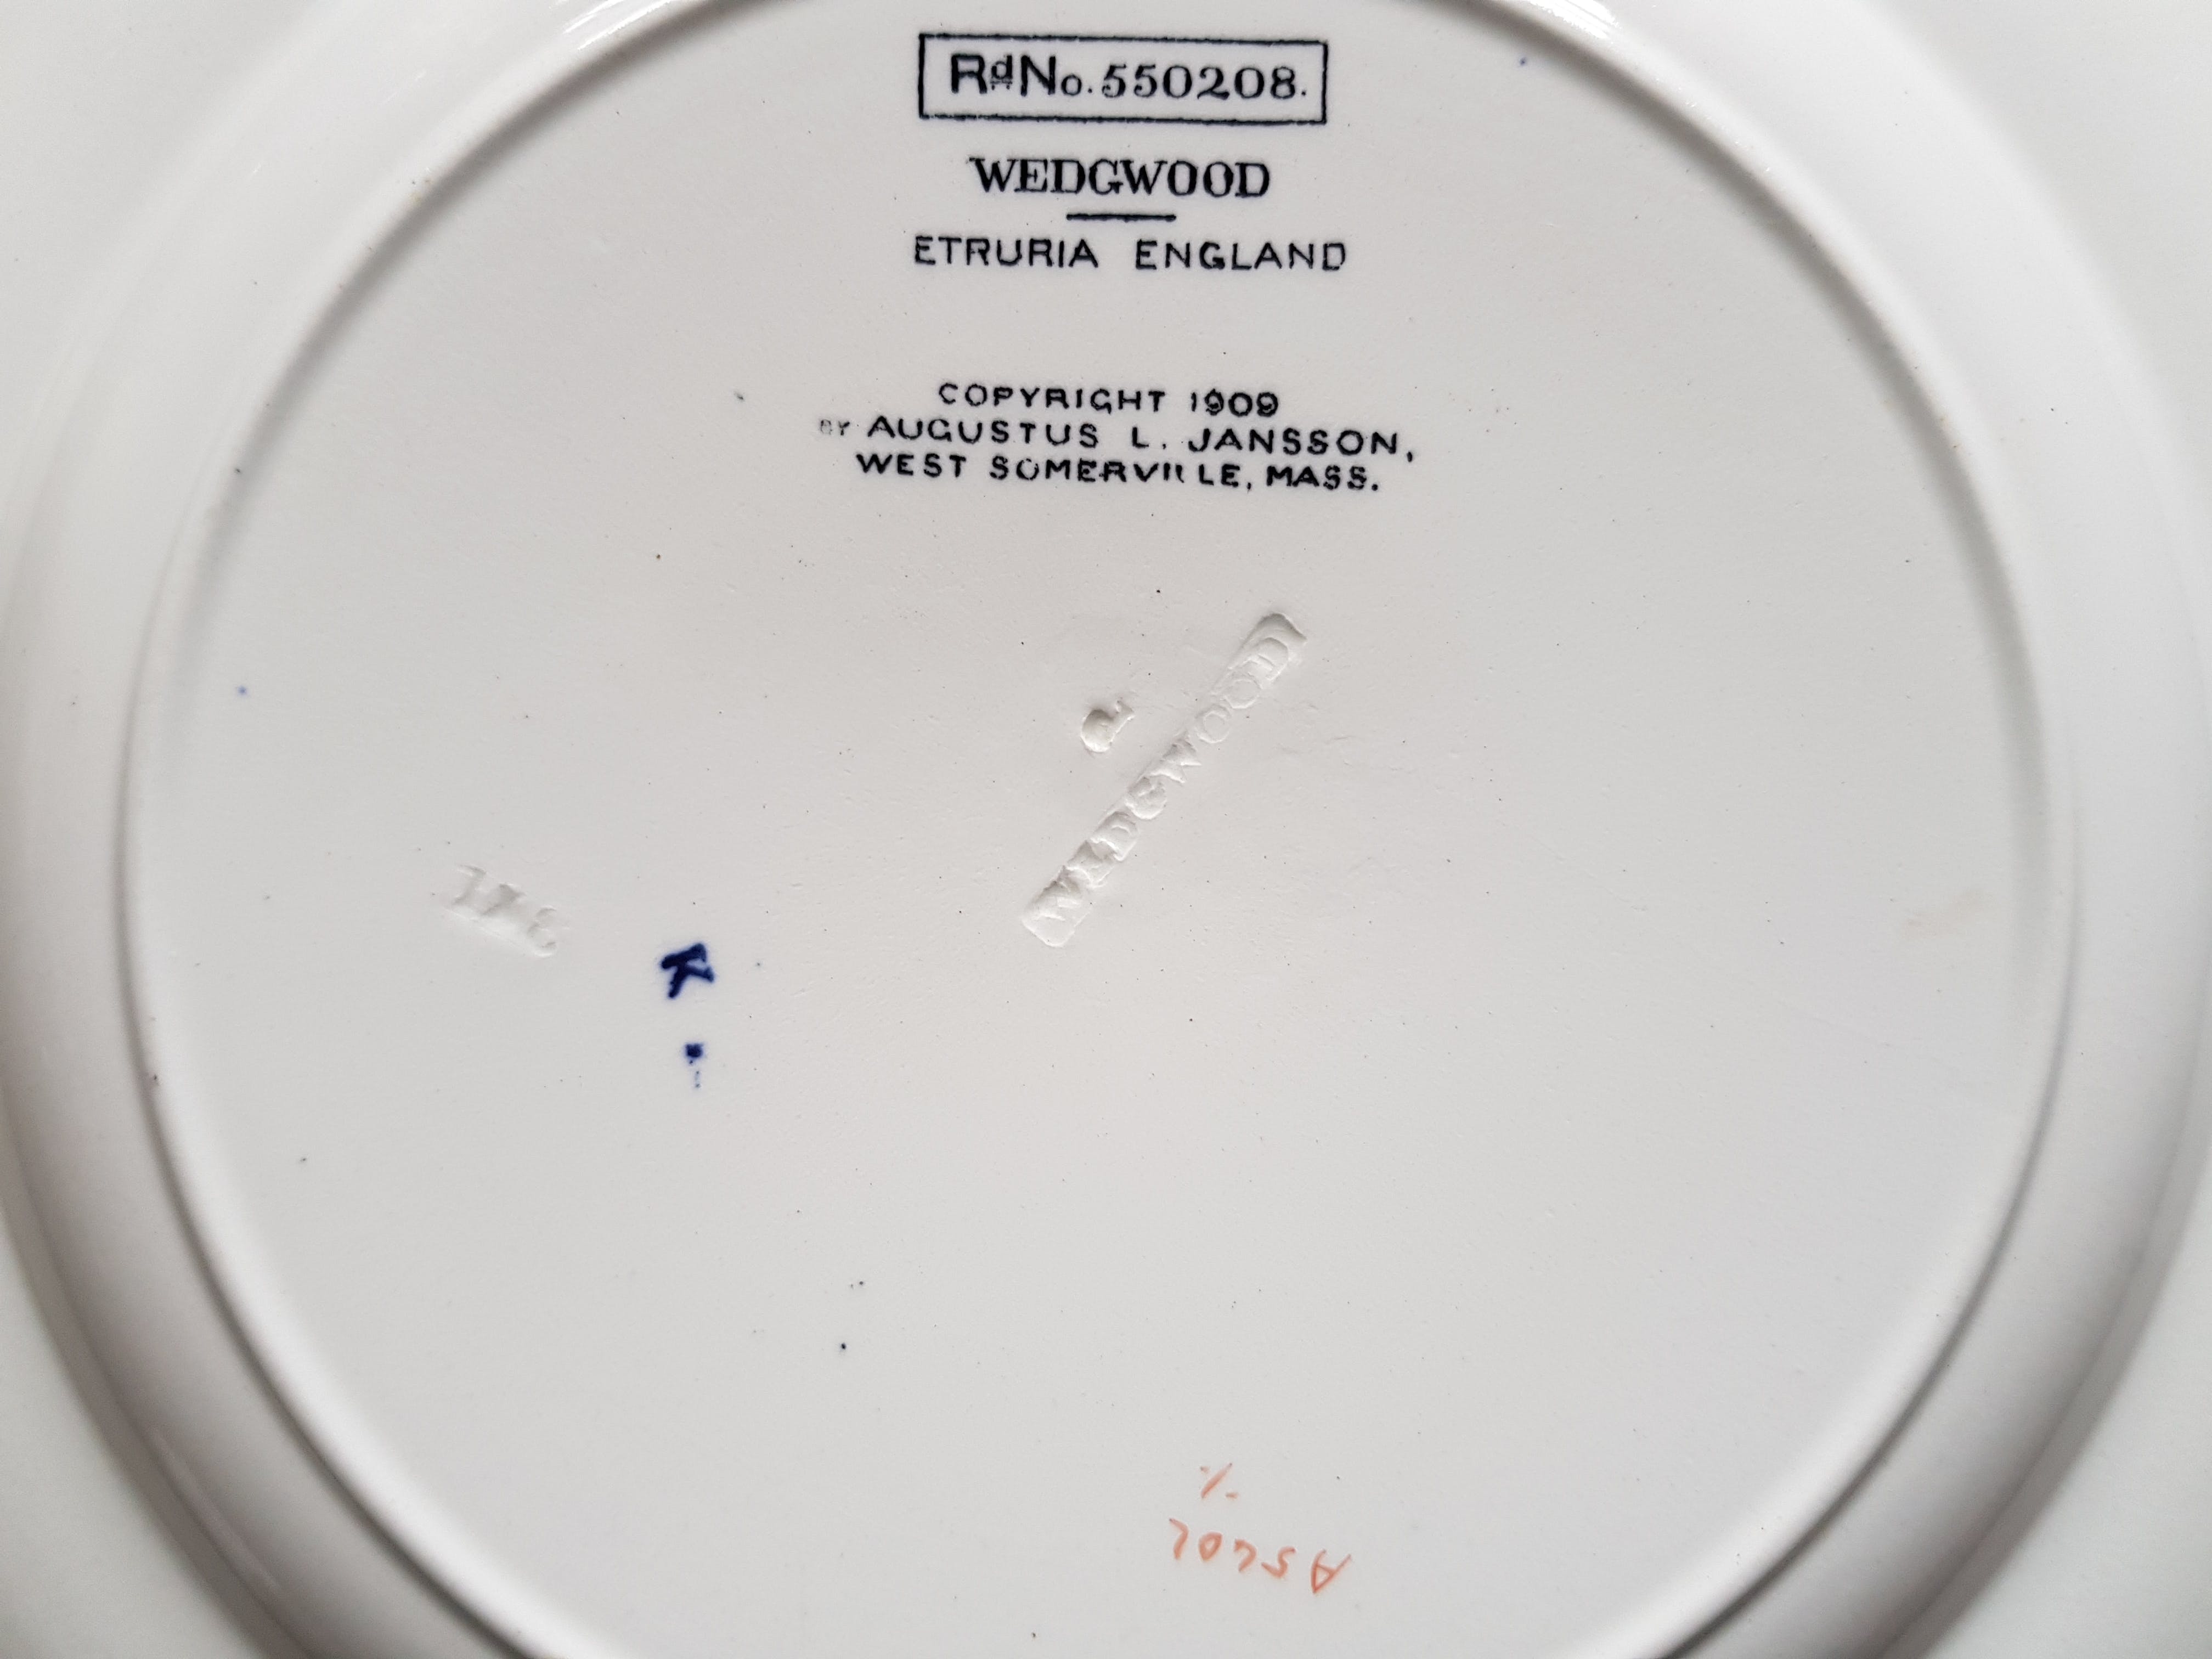 RdNo. 550208.
WEDGWOOD
ETRURIA ENGLAND
COPYRIGHT 1909
BY AUGUSTUS L. JANSSON,
WEST SOMERVILLE, MASS.
WEDGWOOD
K